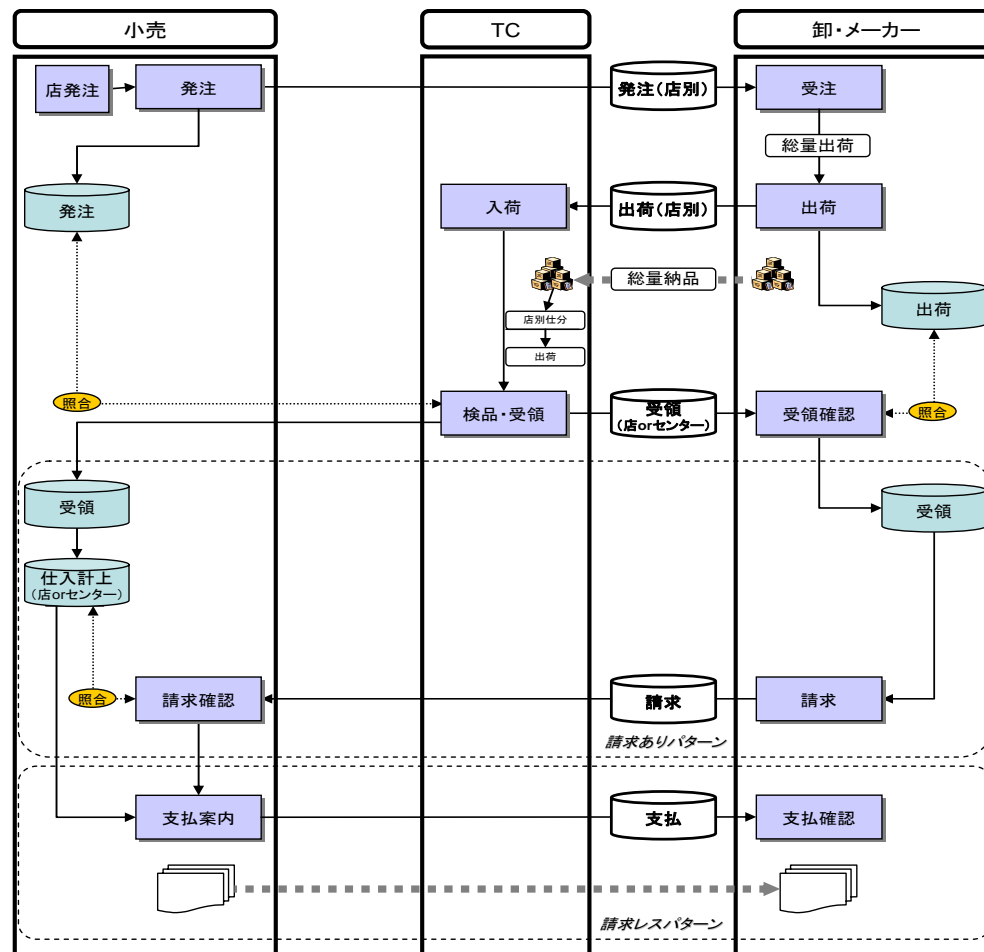 小売
TC
卸・メーカー
店発注
発注
発注(店別)
受注
総量出荷
発注
入荷
出荷(店別)
出荷
総量納品
出荷
店別仕分
出荷
照合
検品・受領
受領
(店orセンター)
受領確認
照合
受領
受領
仕入計上
(店orセンター)
照合
請求確認
請求
請求
請求ありパターン
支払案内
支払
支払確認
請求レスパターン